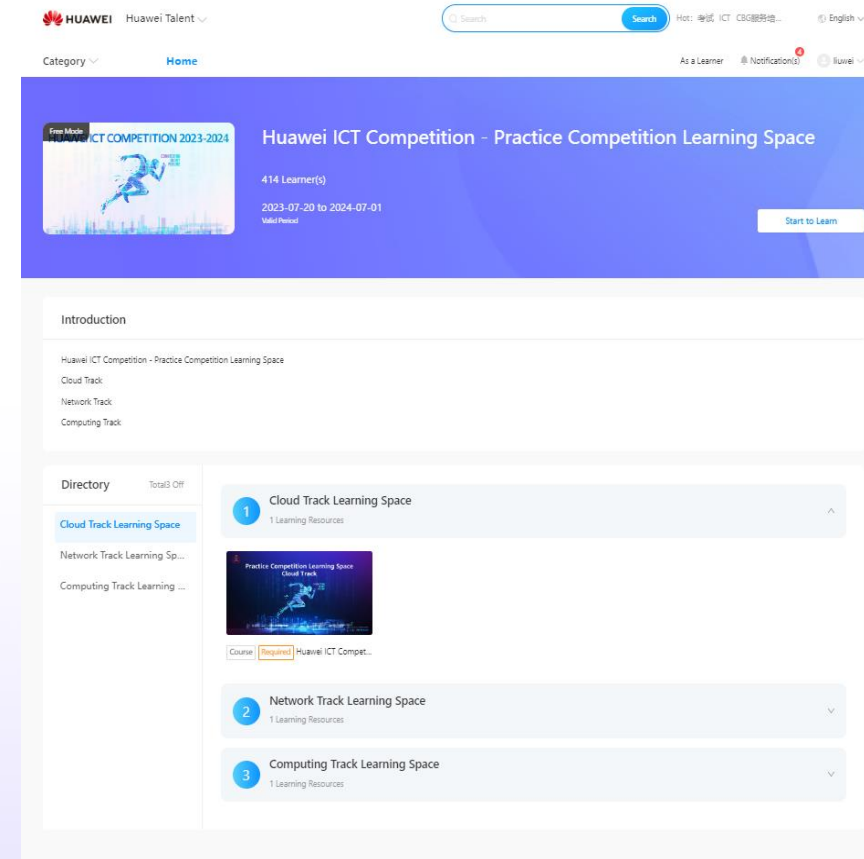 HUAWEI Huawei Talent
Search Search Hot: 考试 ICT CBG服务培... English
Category Home As a Learner Notification(s) 4 liuwei
Free Mode
HUAWEI ICT COMPETITION 2023-2024
Huawei ICT Competition - Practice Competition Learning Space
414 Learner(s)
2023-07-20 to 2024-07-01
Valid Period
Start to Learn
Introduction
Huawei ICT Competition - Practice Competition Learning Space
Cloud Track
Network Track
Computing Track
Directory Total3 Off
Cloud Track Learning Space
Network Track Learning Sp...
Computing Track Learning ...
1 Cloud Track Learning Space
1 Learning Resources
Practice Competition Learning Space
Cloud Track
Course Required Huawei ICT Compet...
2 Network Track Learning Space
1 Learning Resources
3 Computing Track Learning Space
1 Learning Resources